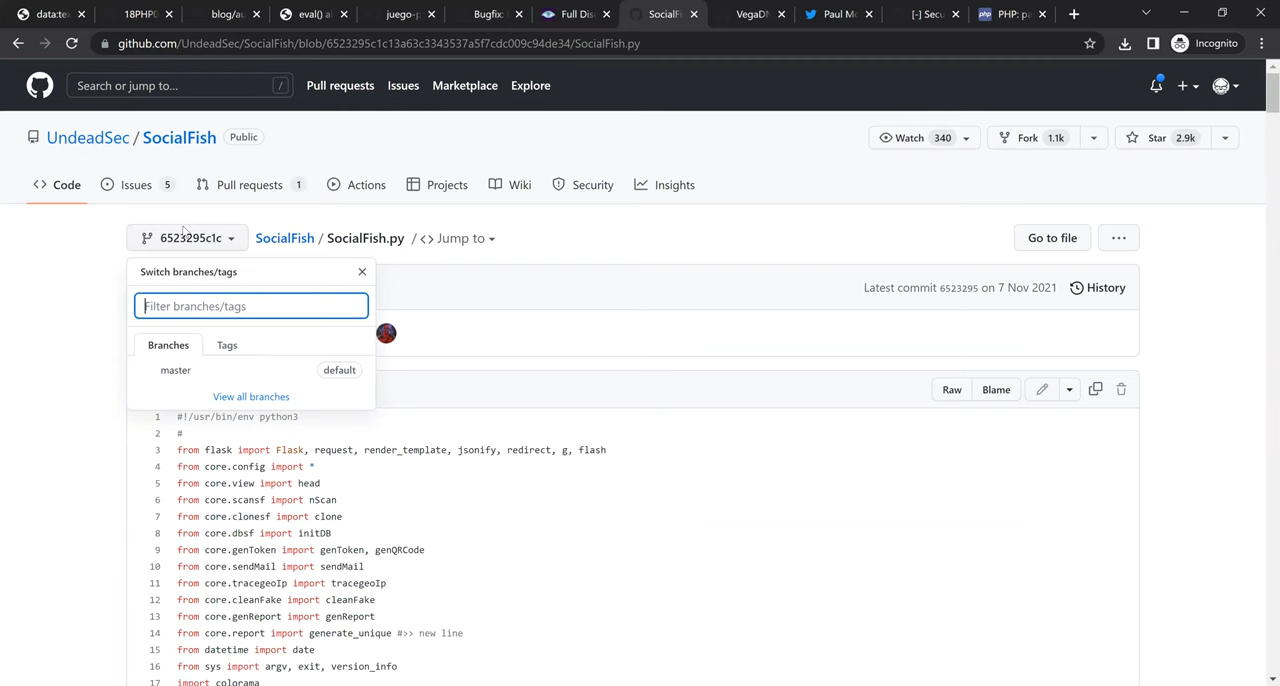 data:te: 18PHP( blog/au eval() al juego-p Bugfix: Full Disc SocialFi VegaDN Paul Mc [-] Secu PHP: pa
github.com/UndeadSec/SocialFish/blob/6523295c1c13a63c3343537a5f7cdc009c94de34/SocialFish.py Incognito
Search or jump to... / Pull requests Issues Marketplace Explore
UndeadSec / SocialFish Public Watch 340 Fork 1.1k Star 2.9k
Code Issues 5 Pull requests 1 Actions Projects Wiki Security Insights
6523295c1c SocialFish / SocialFish.py / <> Jump to Go to file ...
Switch branches/tags
Latest commit 6523295 on 7 Nov 2021 History
Filter branches/tags
Branches Tags
master default
View all branches
Raw Blame
1 #!/usr/bin/env python3
2 #
3 from flask import Flask, request, render_template, jsonify, redirect, g, flash
4 from core.config import *
5 from core.view import head
6 from core.scansf import nScan
7 from core.clonesf import clone
8 from core.dbsf import initDB
9 from core.genToken import genToken, genQRCode
10 from core.sendMail import sendMail
11 from core.tracegeoIp import tracegeoIp
12 from core.cleanFake import cleanFake
13 from core.genReport import genReport
14 from core.report import generate_unique #>> new line
15 from datetime import date
16 from sys import argv, exit, version_info
17 import colorama